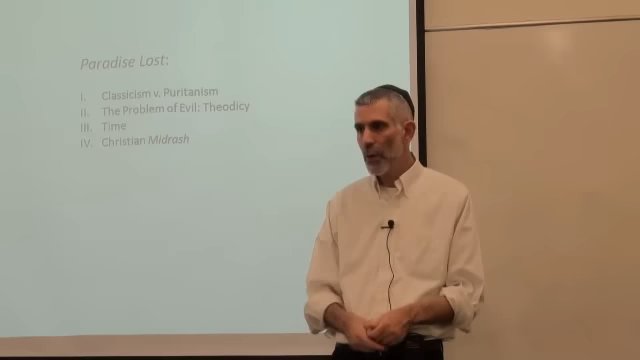 Paradise Lost:
I. Classicism v. Puritanism
II. The Problem of Evil: Theodicy
III. Time
IV. Christian Midrash